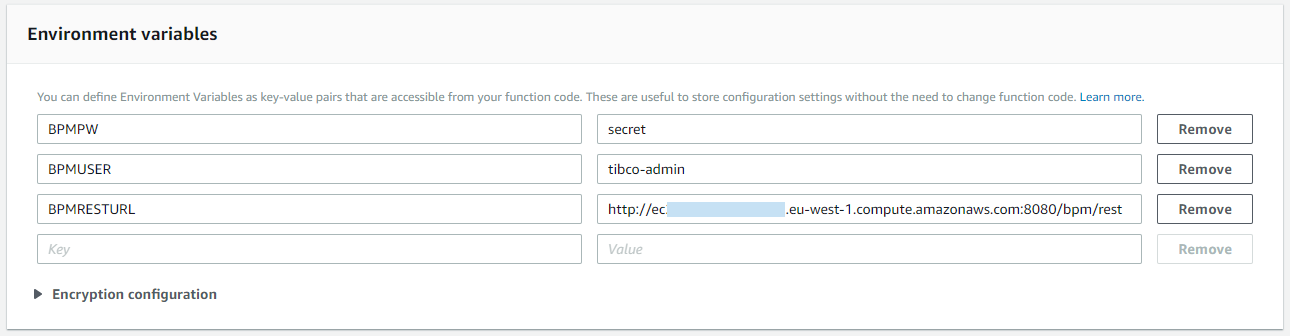 Environment variables
You can define Environment Variables as key-value pairs that are accessible from your function code. These are useful to store configuration settings without the need to change function code. Learn more.
BPMPW secret Remove
BPMUSER tibco-admin Remove
BPMRESTURL http://ec .eu-west-1.compute.amazonaws.com:8080/bpm/rest Remove
Key Value Remove
Encryption configuration